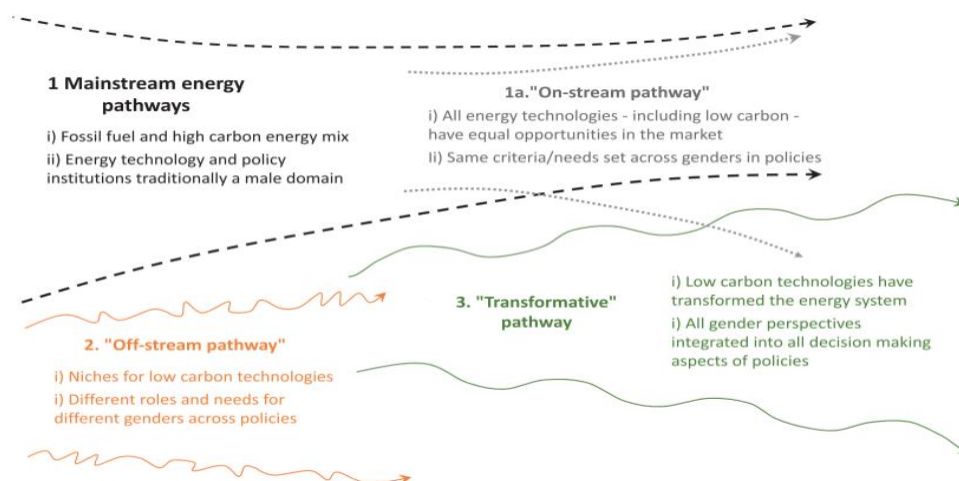 1 Mainstream energy
pathways
i) Fossil fuel and high carbon energy mix
ii) Energy technology and policy
institutions traditionally a male domain
1a."On-stream pathway"
i) All energy technologies - including low carbon -
have equal opportunities in the market
Ii) Same criteria/needs set across genders in policies
2. "Off-stream pathway"
i) Niches for low carbon technologies
i) Different roles and needs for
different genders across policies
3. "Transformative"
pathway
i) Low carbon technologies have
transformed the energy system
i) All gender perspectives
integrated into all decision making
aspects of policies